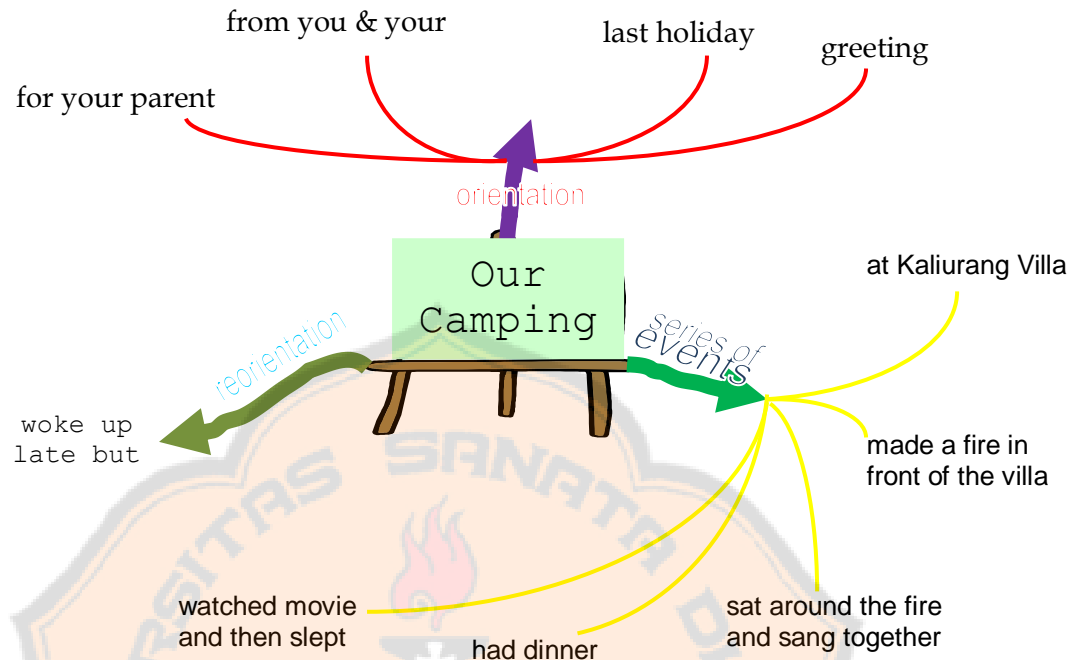 from you & your
last holiday
greeting
for your parent
orientation
Our
Camping
at Kaliurang Villa
series of
events
reorientation
woke up
late but
made a fire in
front of the villa
watched movie
and then slept
had dinner
sat around the fire
and sang together
SANATA D
RSITAS